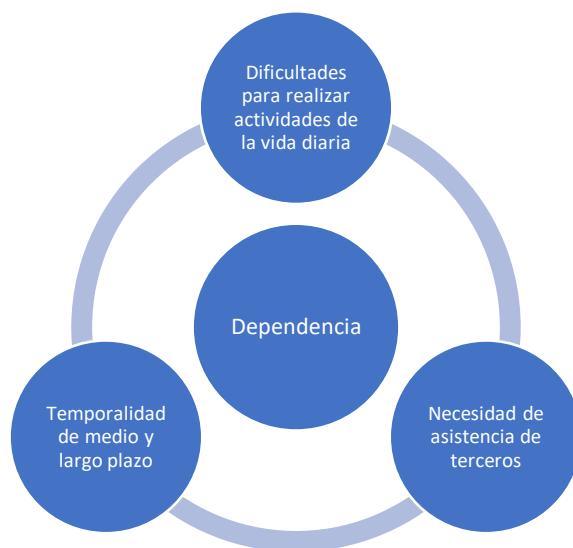 Dificultades
para realizar
actividades de
la vida diaria
Dependencia
Temporalidad
de medio y
largo plazo
Necesidad de
asistencia de
terceros